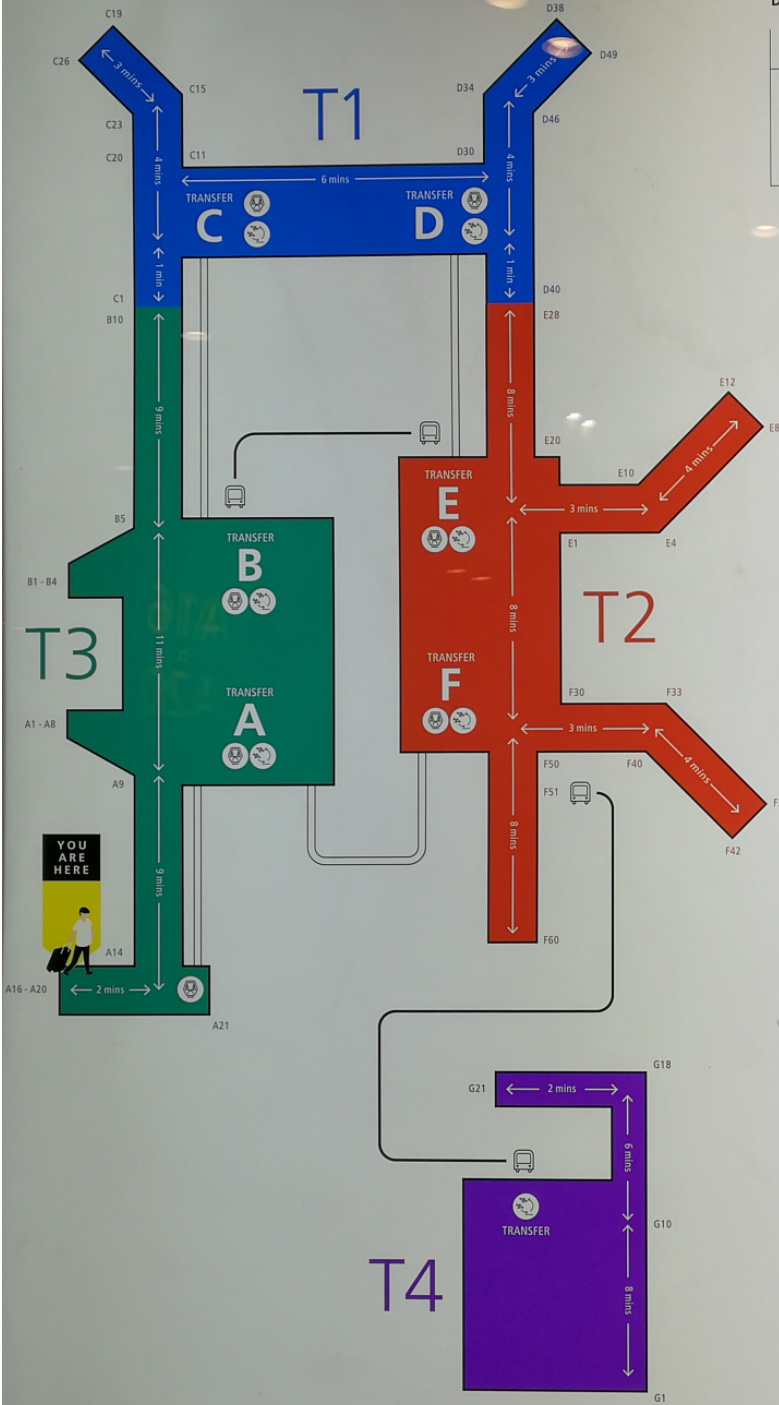 D38
C19
C26
3 mins
3 mins
D49
C15
D34
T1
C23
D46
C20
C11
D30
4 mins
4 mins
6 mins
TRANSFER
C
TRANSFER
D
1 min
1 min
C1
D40
B10
E28
9 mins
8 mins
E12
E8
E20
TRANSFER
E
E10
4 mins
3 mins
B5
E1
E4
TRANSFER
B
B1 - B4
T3
11 mins
8 mins
T2
TRANSFER
F
TRANSFER
A
A1 - A8
F30
F33
3 mins
4 mins
A9
F50
F40
F51
F42
YOU
ARE
HERE
9 mins
8 mins
F60
A14
A16 - A20
2 mins
A21
G18
G21
2 mins
6 mins
TRANSFER
G10
T4
8 mins
G1